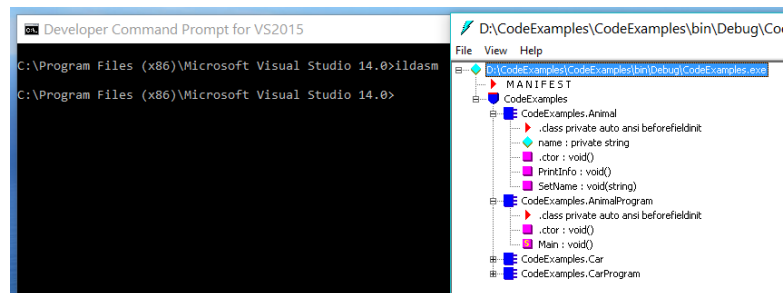 Developer Command Prompt for VS2015
C:\Program Files (x86)\Microsoft Visual Studio 14.0>ildasm
C:\Program Files (x86)\Microsoft Visual Studio 14.0>
D:\CodeExamples\CodeExamples\bin\Debug\Co
File View Help
D:\CodeExamples\CodeExamples\bin\Debug\CodeExamples.exe
MANIFEST
CodeExamples
CodeExamples.Animal
.class private auto ansi beforefieldinit
name : private string
.ctor : void()
PrintInfo : void()
SetName : void(string)
CodeExamples.AnimalProgram
.class private auto ansi beforefieldinit
.ctor : void()
S Main : void()
CodeExamples.Car
CodeExamples.CarProgram